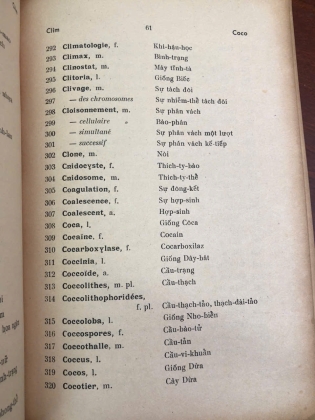 Clim 61 Coco
292 Climatologie, f. Khí-hậu-học
293 Climax, m. Bình-trạng
294 Clinostat, m. Máy tĩnh-tà
295 Clitoria, l. Giống Biếc
296 Clivage, m. Sự tách đôi
297 — des chromosomes Sự nhiễm-thể tách đôi
298 Cloisonnement, m. Sự phân vách
299 — cellulaire » Bào-phân
300 — simultané Sự phân vách một lượt
301 — successif Sự phân vách kế-tiếp
302 Clone, m. Nòi
303 Cnidocyste, f. Thích-ty-bào
304 Cnidosome, m. Thích-ty-thể
305 Coagulation, f. Sự đông-kết
306 Coalescence, f. Sự hợp-sinh
307 Coalescent, a. Hợp-sinh
308 Coca, l. Giống Côca
309 Cocaïne, f. Cocain
310 Cocarboxylase, f. Cocarboxilaz
311 Coccinia, l. Giống Dây-bát
312 Coccoïde, a. Cầu-trạng
313 Coccolithes, m. pl. Cầu-thạch
314 Coccolithophoridées,
f. pl. Cầu-thạch-tảo, thạch-đài-tảo
315 Coccoloba, l. Giống Nho-biển
316 Coccospores, f. Cầu-bào-tử
317 Coccothalle, m. Cầu-tản
318 Coccus, l. Cầu-vi-khuẩn
319 Cocos, l. Giống Dừa
320 Cocotier, m. Cây Dừa